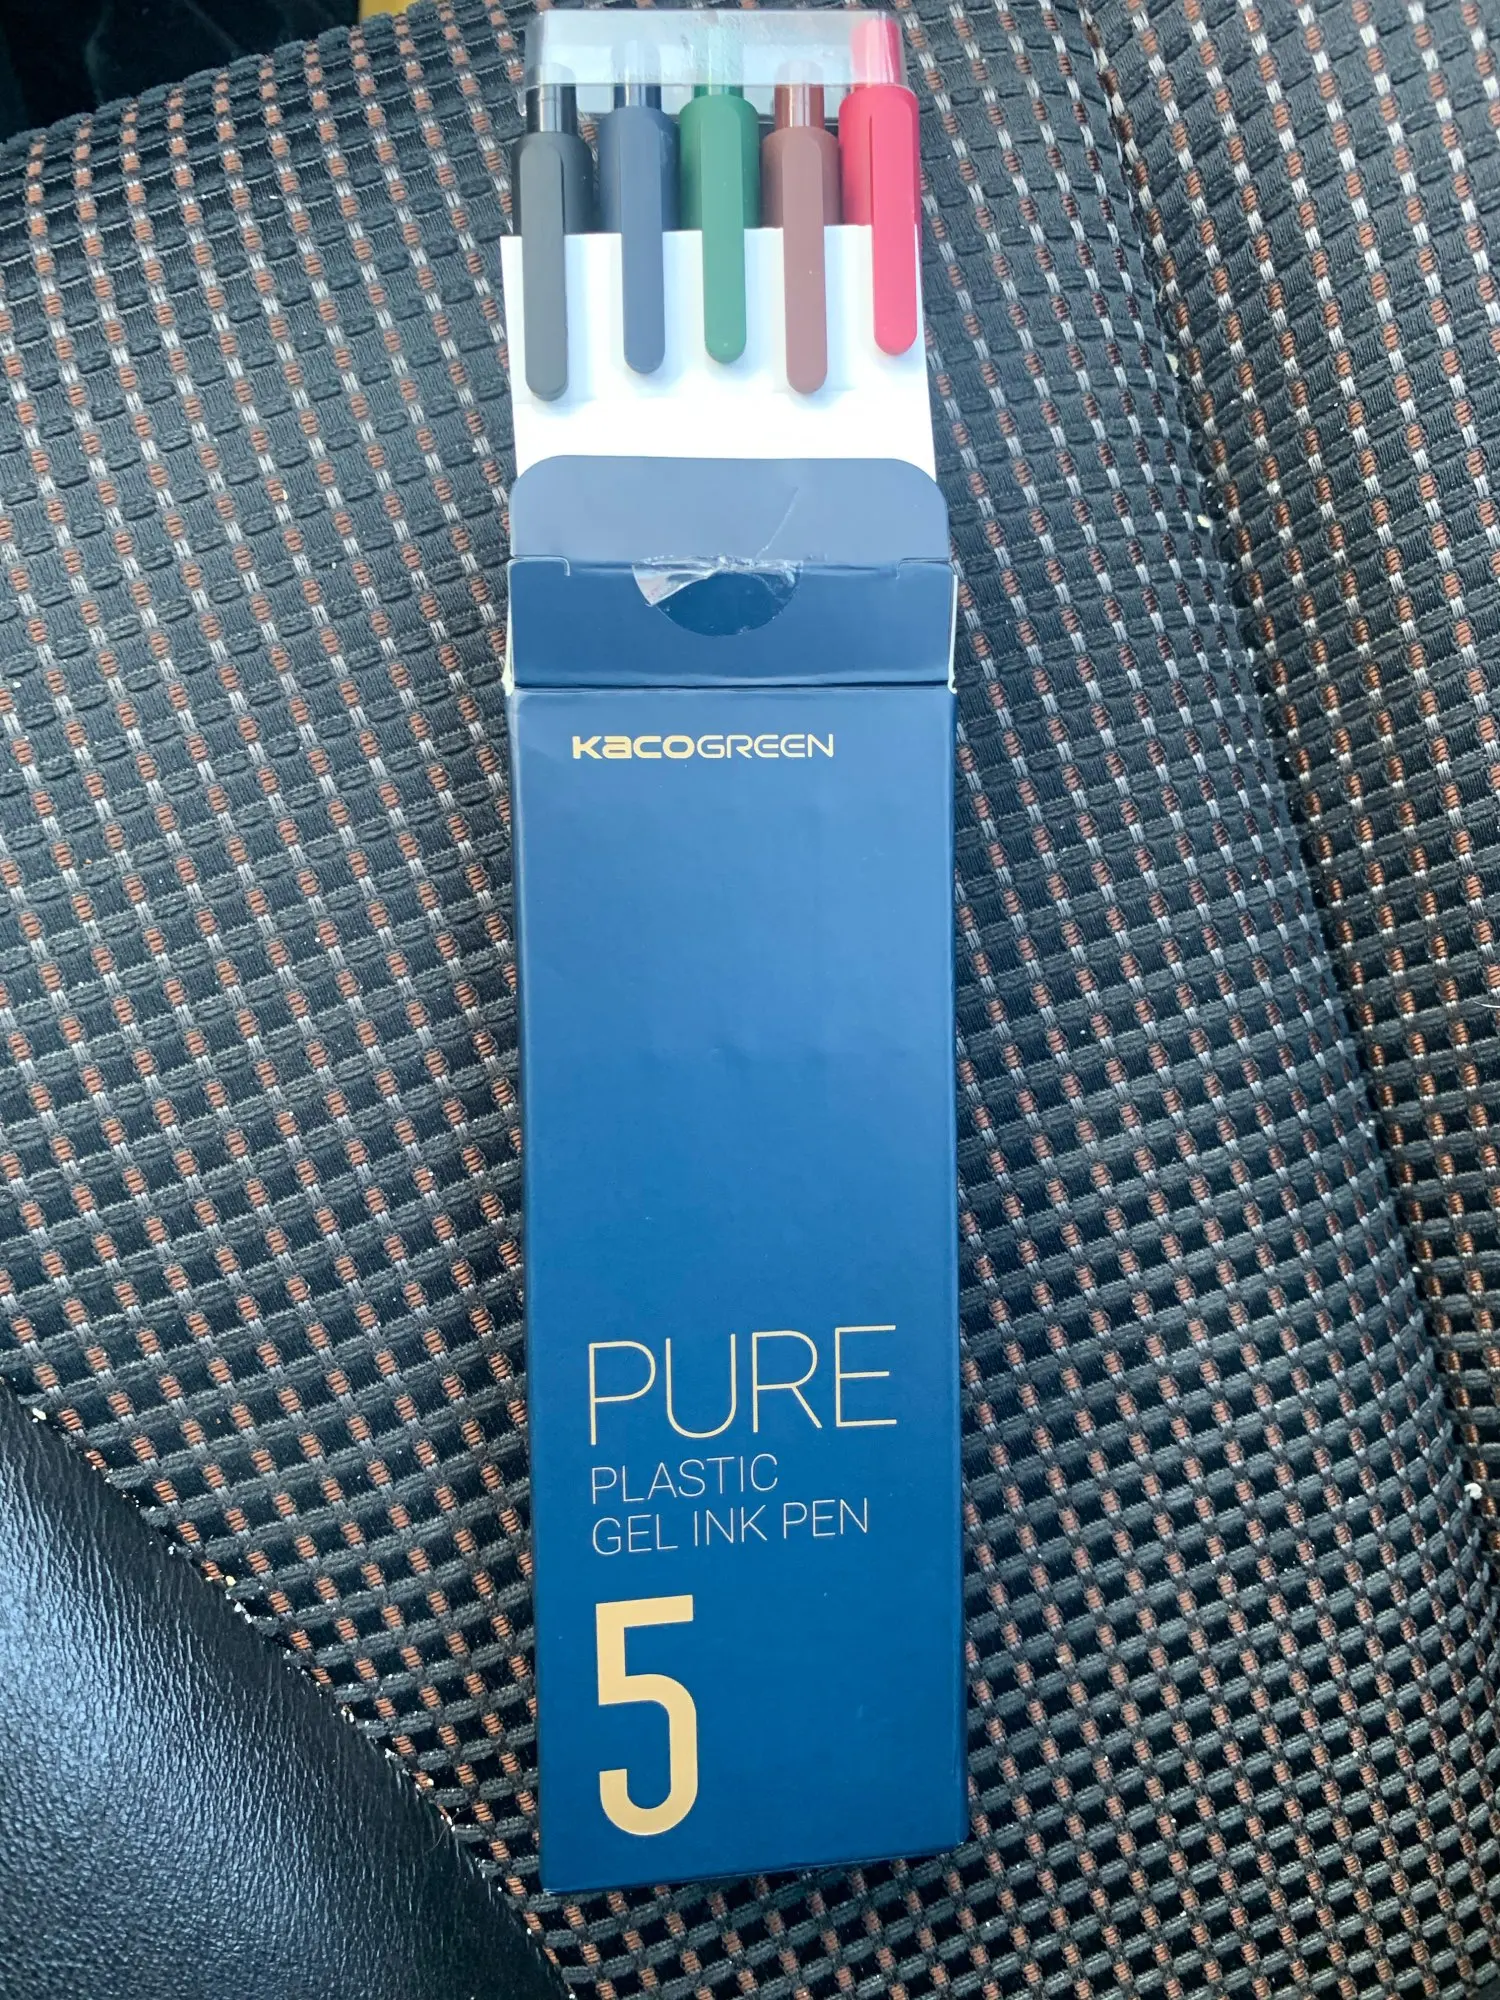 KACOGREEN
PURE
PLASTIC
GEL INK PEN
5